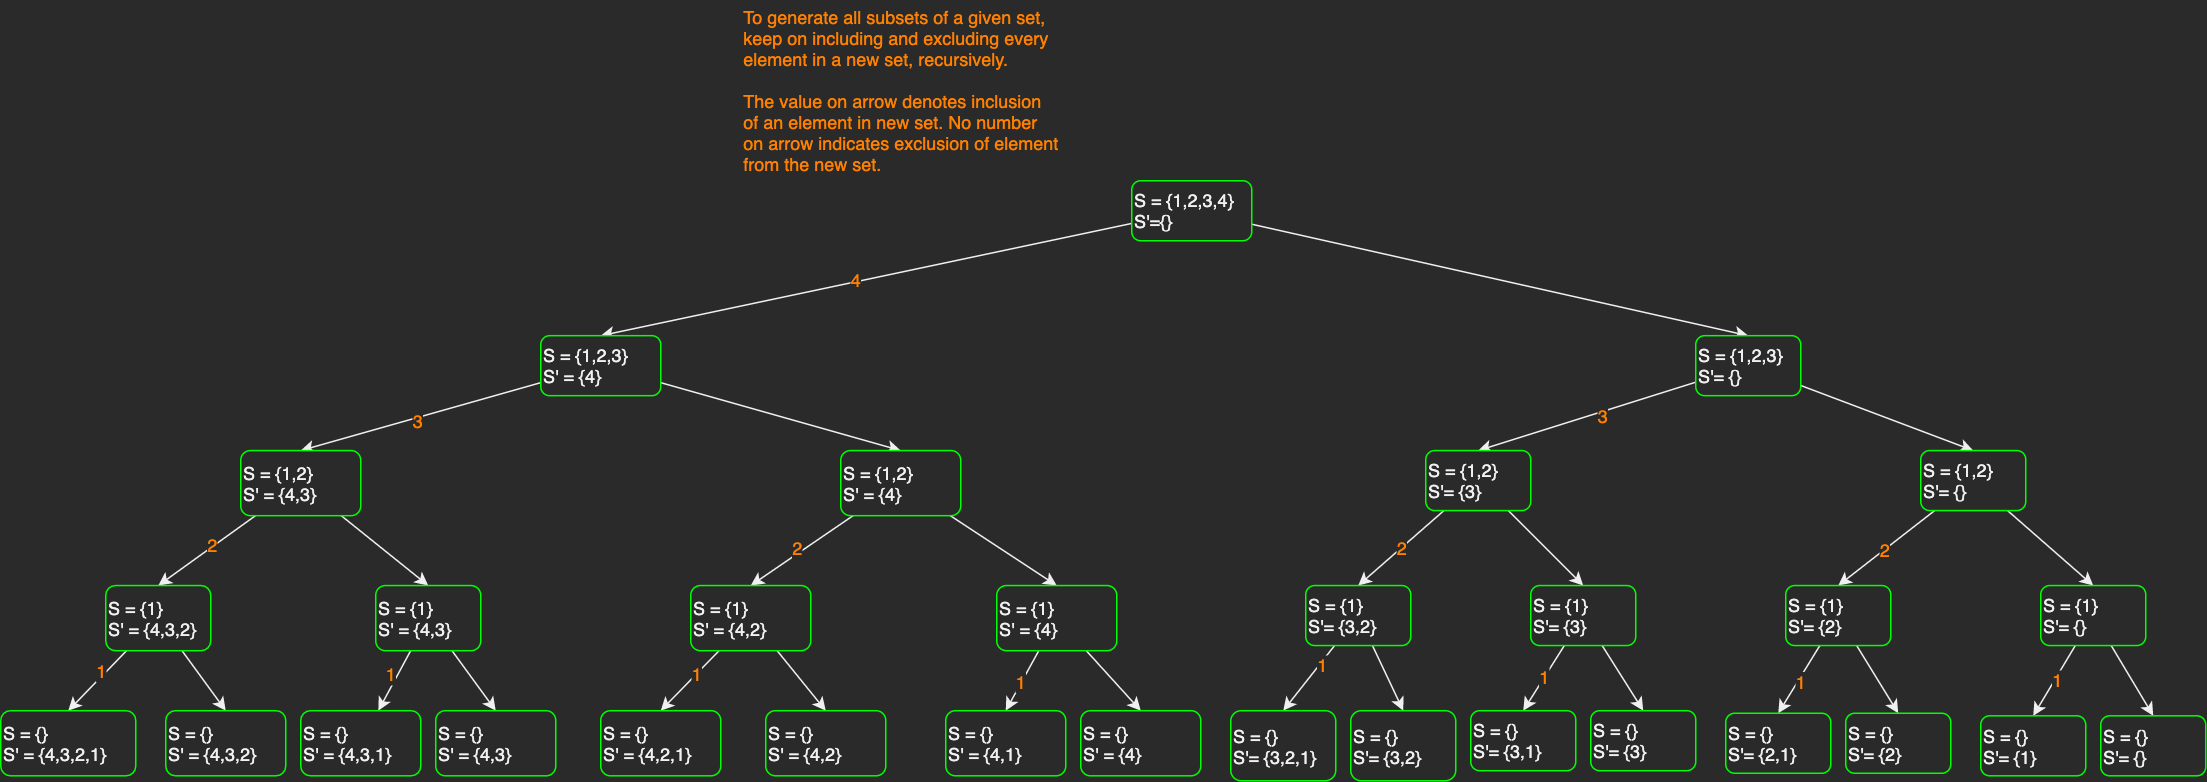 To generate all subsets of a given set,
keep on including and excluding every
element in a new set, recursively.
The value on arrow denotes inclusion
of an element in new set. No number
on arrow indicates exclusion of element
from the new set.
S = {1,2,3,4}
S'={}
4
S = {1,2,3}
S' = {4}
S = {1,2,3}
S'= {}
3
3
S = {1,2}
S' = {4,3}
S = {1,2}
S' = {4}
S = {1,2}
S'= {3}
S = {1,2}
S'= {}
2
2
2
2
S = {1}
S' = {4,3,2}
S = {1}
S' = {4,3}
S = {1}
S' = {4,2}
S = {1}
S' = {4}
S = {1}
S'= {3,2}
S = {1}
S'= {3}
S = {1}
S'= {2}
S = {1}
S'= {}
1
1
1
1
1
1
1
1
S = {}
S' = {4,3,2,1}
S = {}
S' = {4,3,2}
S = {}
S' = {4,3,1}
S = {}
S' = {4,3}
S = {}
S' = {4,2,1}
S = {}
S' = {4,2}
S = {}
S' = {4,1}
S = {}
S' = {4}
S = {}
S'= {3,2,1}
S = {}
S'= {3,2}
S = {}
S'= {3,1}
S = {}
S'= {3}
S = {}
S'= {2,1}
S = {}
S'= {2}
S = {}
S'= {1}
S = {}
S'= {}